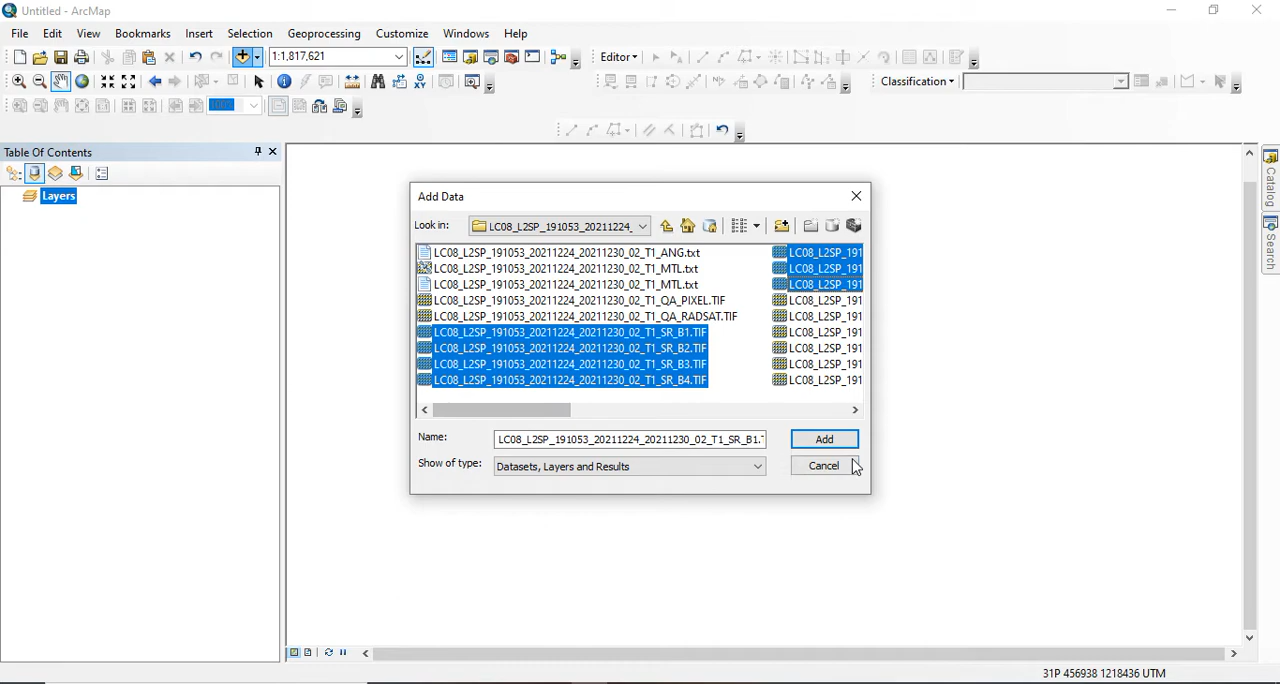 Untitled - ArcMap
File Edit View Bookmarks Insert Selection Geoprocessing Customize Windows Help
1:1,817,621
Editor
Classification
100%
Table Of Contents
Layers
Add Data
Look in: LC08_L2SP_191053_20211224_
LC08_L2SP_191053_20211224_20211230_02_T1_ANG.txt LC08_L2SP_191
LC08_L2SP_191053_20211224_20211230_02_T1_MTL.txt LC08_L2SP_191
LC08_L2SP_191053_20211224_20211230_02_T1_MTL.txt LC08_L2SP_191
LC08_L2SP_191053_20211224_20211230_02_T1_QA_PIXEL.TIF LC08_L2SP_191
LC08_L2SP_191053_20211224_20211230_02_T1_QA_RADSAT.TIF LC08_L2SP_191
LC08_L2SP_191053_20211224_20211230_02_T1_SR_B1.TIF LC08_L2SP_191
LC08_L2SP_191053_20211224_20211230_02_T1_SR_B2.TIF LC08_L2SP_191
LC08_L2SP_191053_20211224_20211230_02_T1_SR_B3.TIF LC08_L2SP_191
LC08_L2SP_191053_20211224_20211230_02_T1_SR_B4.TIF LC08_L2SP_191
Name: LC08_L2SP_191053_20211224_20211230_02_T1_SR_B1.T Add
Show of type: Datasets, Layers and Results Cancel
Catalog
Search
31P 456938 1218436 UTM